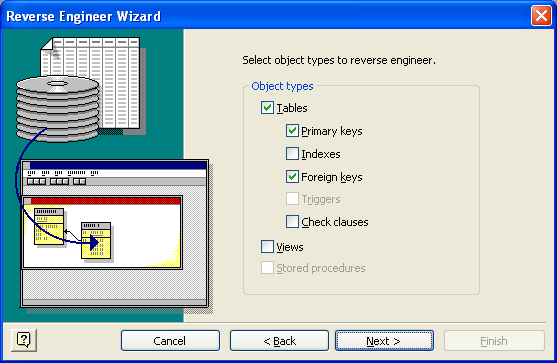 Reverse Engineer Wizard
Select object types to reverse engineer.
Object types
Tables
Primary keys
Indexes
Foreign keys
Triggers
Check clauses
Views
Stored procedures
Cancel
< Back
Next >
Finish